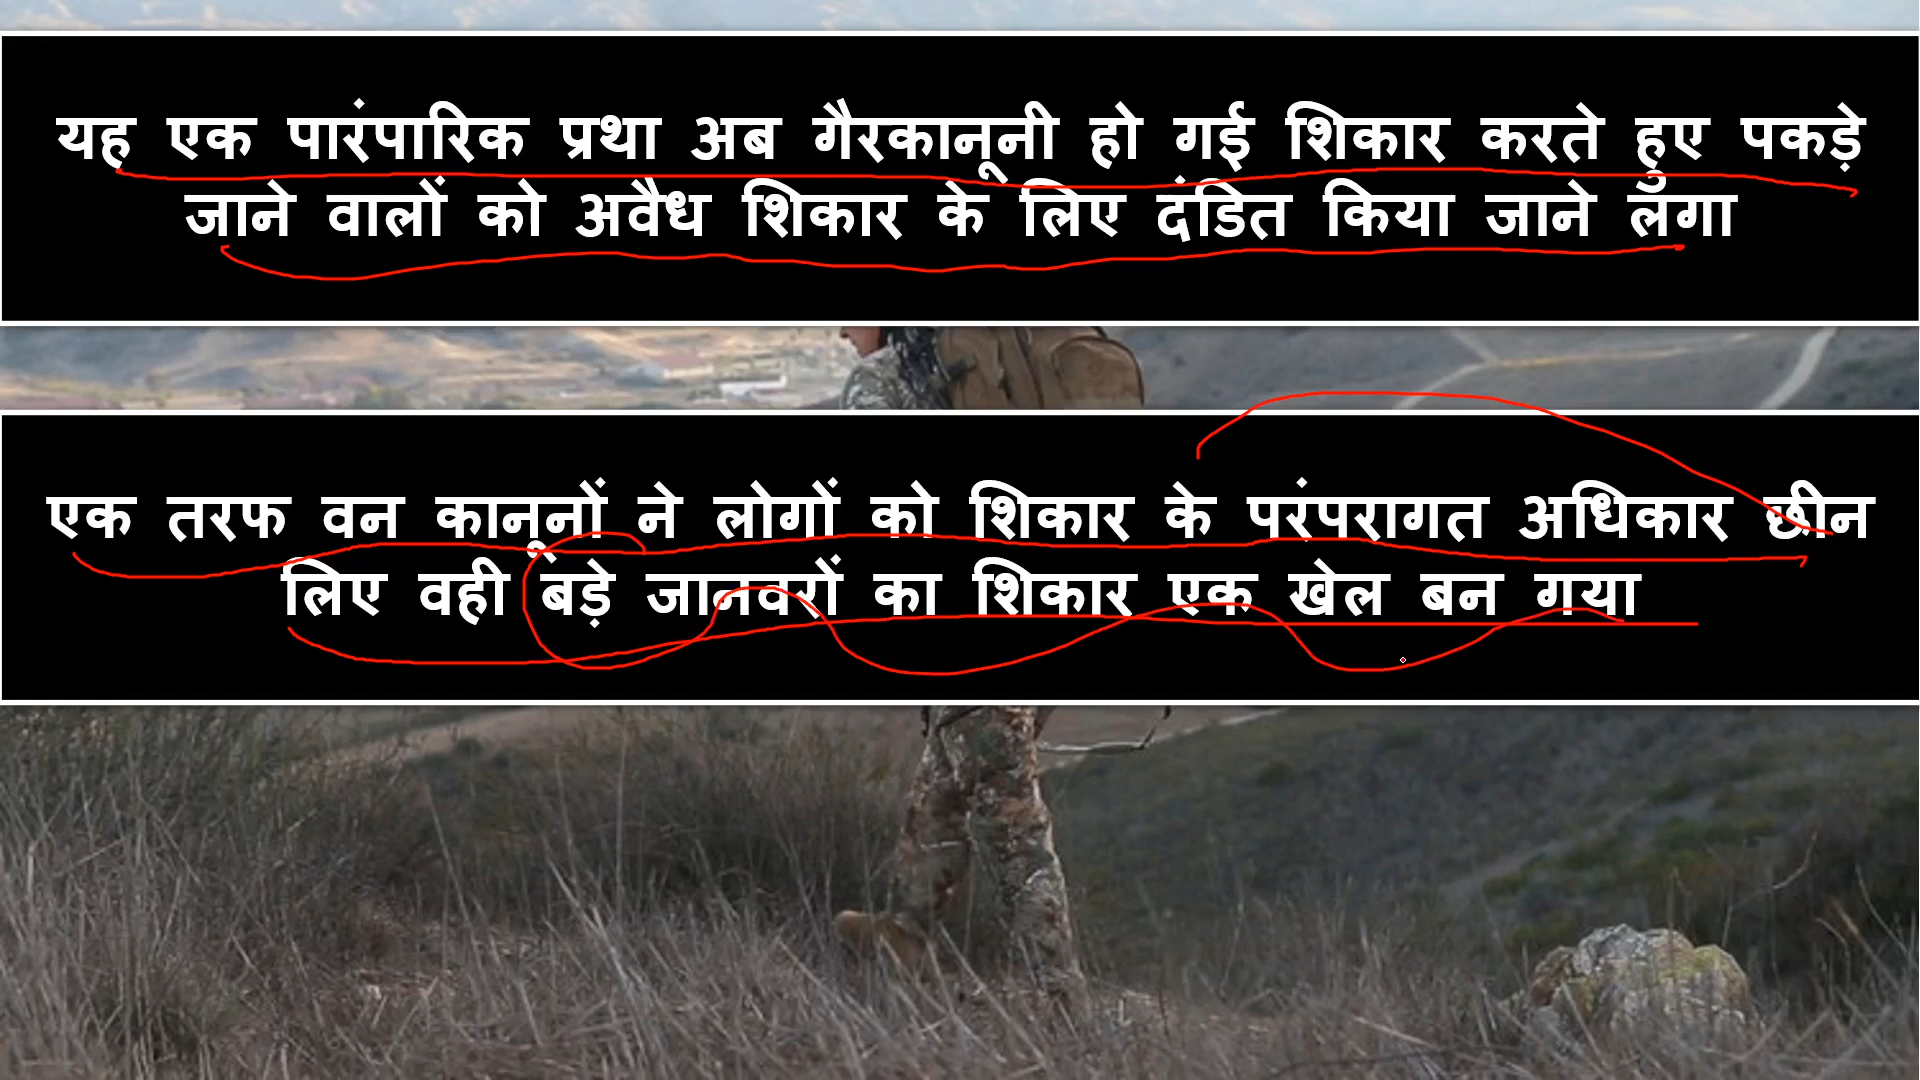 यह एक पारंपारिक प्रथा अब गैरकानूनी हो गई शिकार करते हुए पकड़े
जाने वालों को अवैध शिकार के लिए दंडित किया जाने लगा
एक तरफ वन कानूनों ने लोगों को शिकार के परंपरागत अधिकार छीन
लिए वही बड़े जानवरों का शिकार एक खेल बन गया